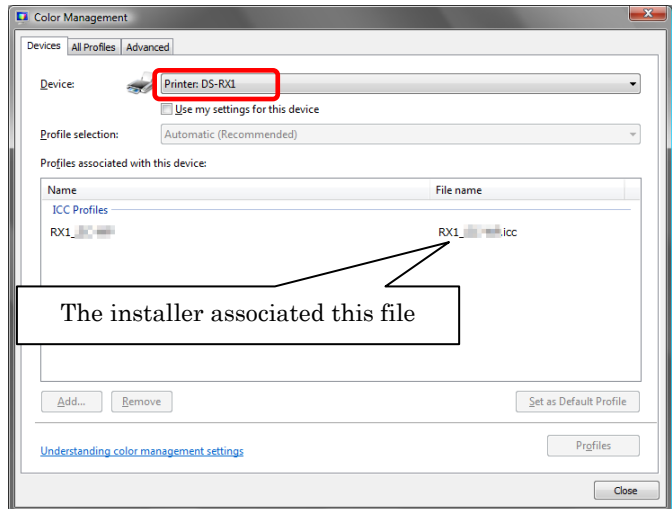 Color Management
Devices All Profiles Advanced
Device: Printer: DS-RX1
Use my settings for this device
Profile selection: Automatic (Recommended)
Profiles associated with this device:
Name File name
ICC Profiles
RX1_ RX1_ .icc
The installer associated this file
Add... Remove Set as Default Profile
Understanding color management settings Profiles
Close